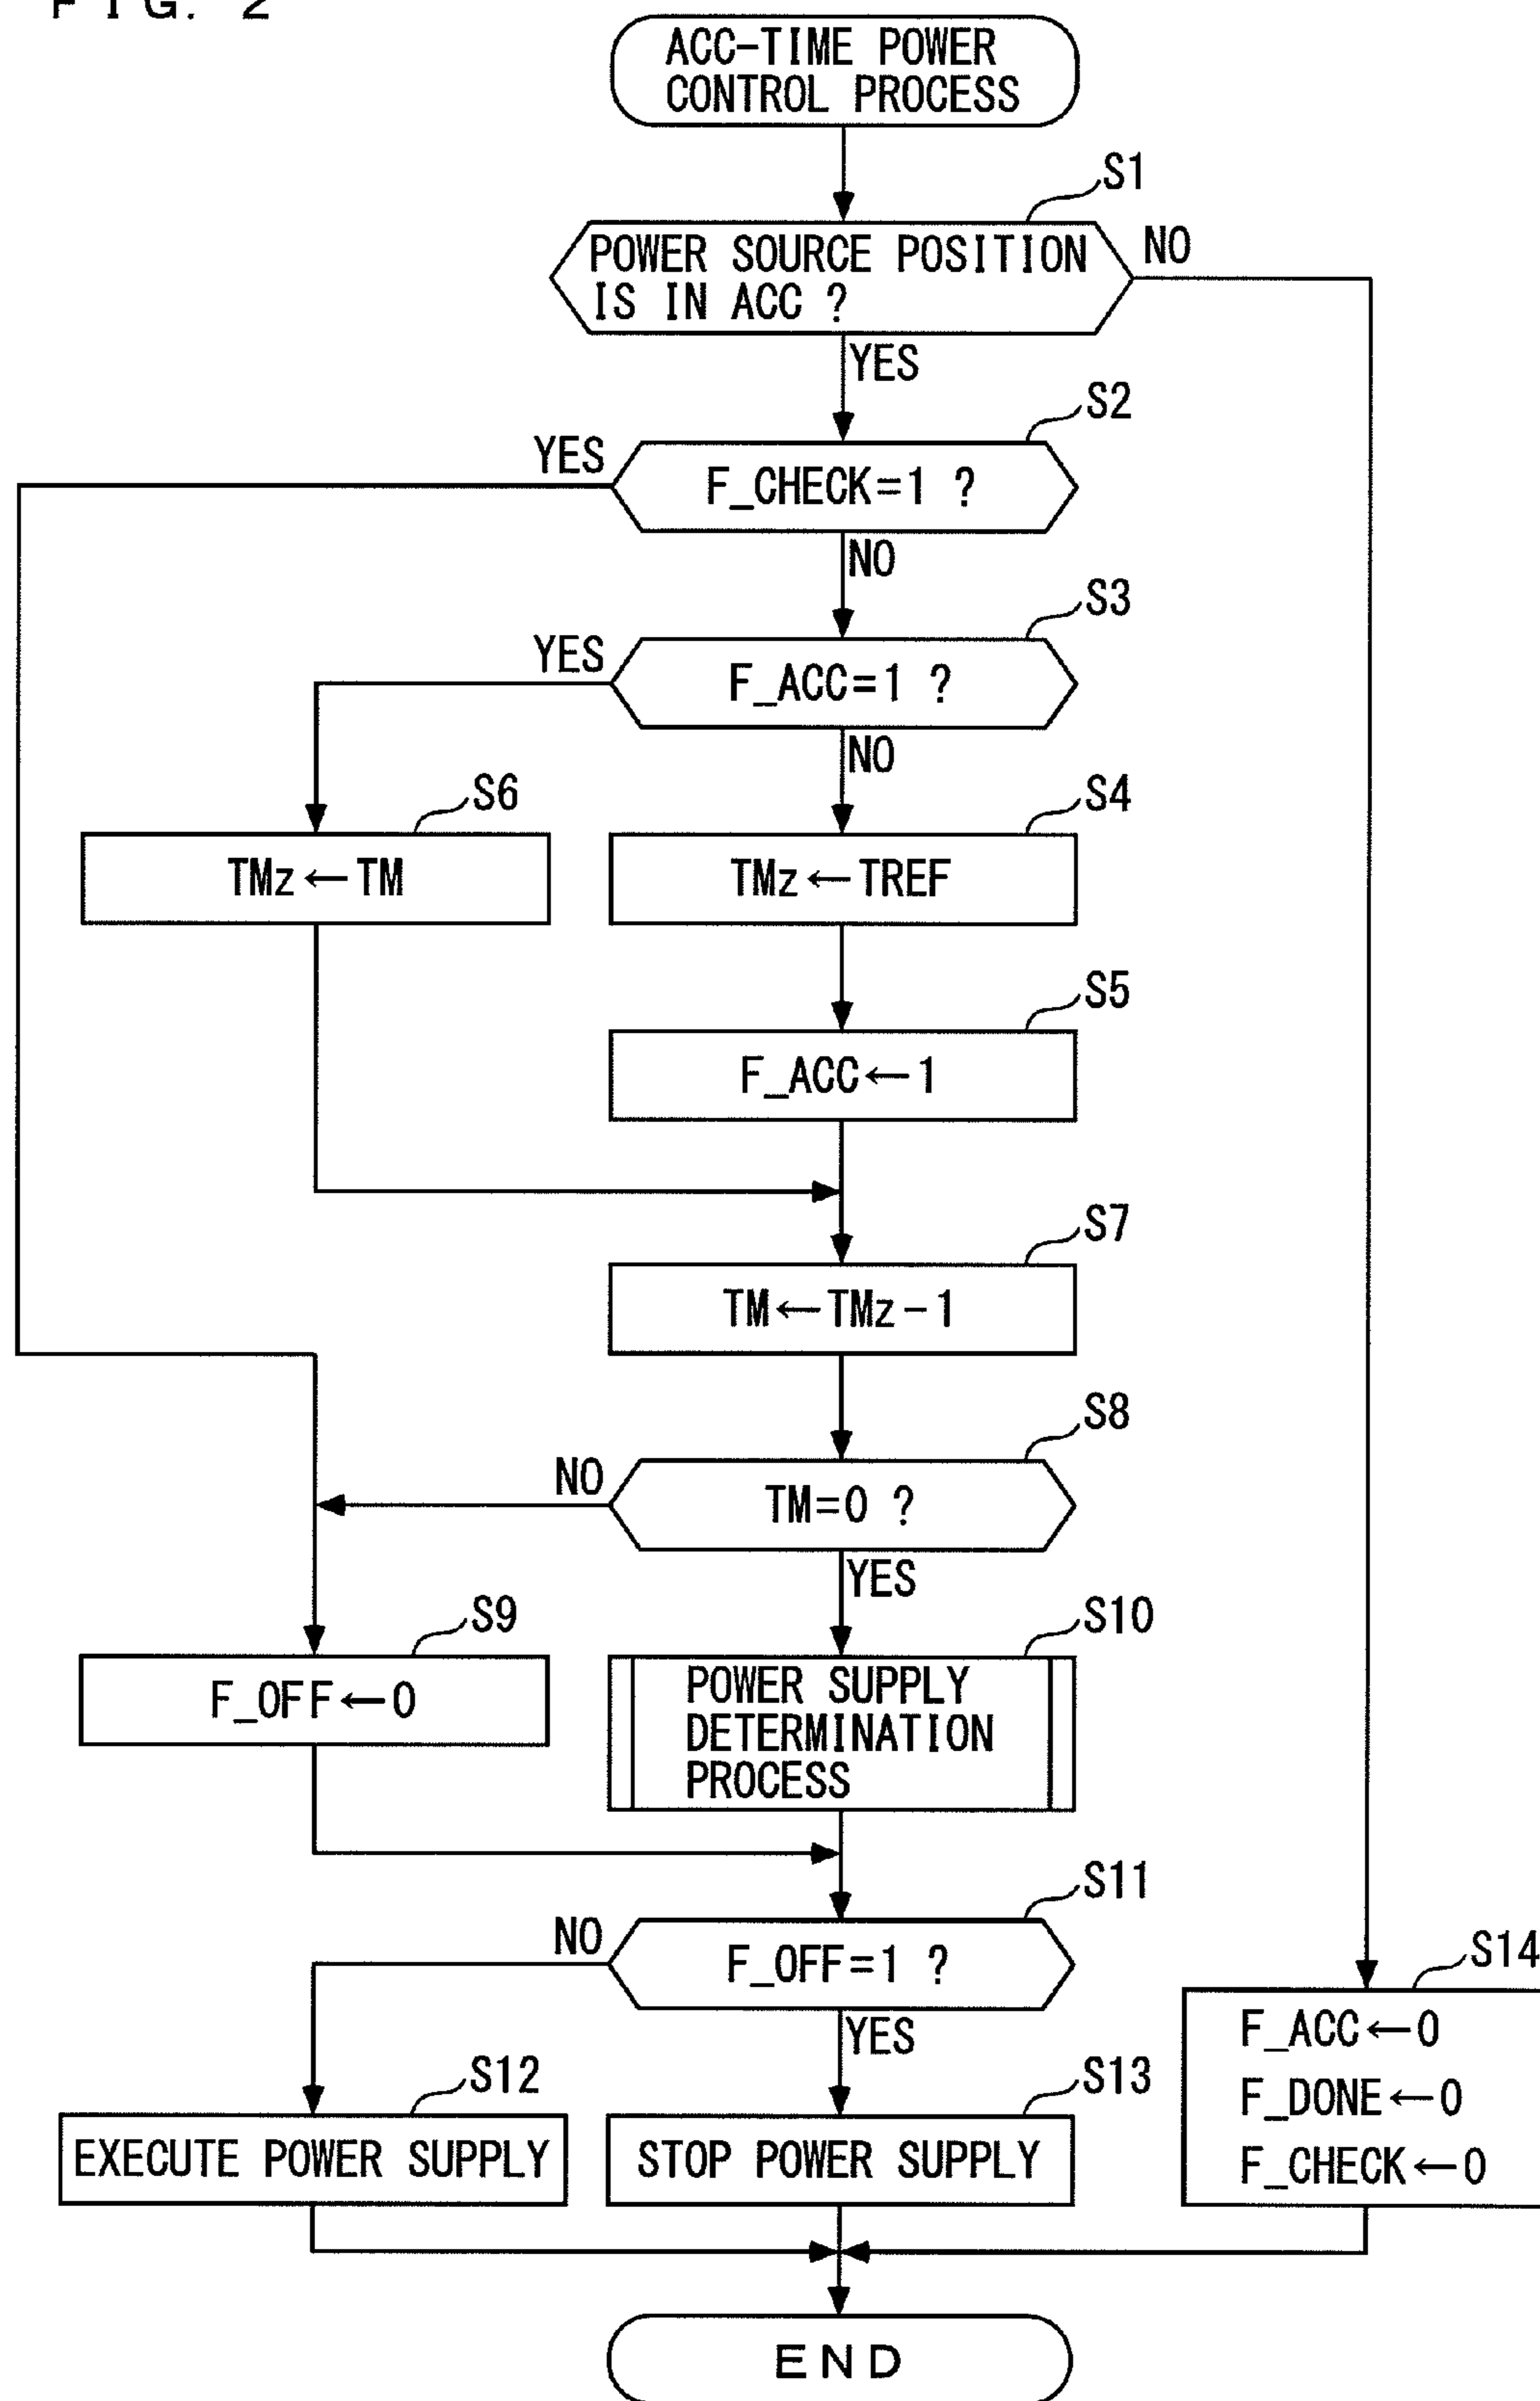 FIG. 2
ACC-TIME POWER
CONTROL PROCESS
S1
POWER SOURCE POSITION
IS IN ACC ?
NO
YES
S2
YES
F_CHECK=1 ?
NO
S3
YES
F_ACC=1 ?
NO
S6
S4
TMz←TM
TMz←TREF
S5
F_ACC←1
S7
TM←TMz-1
S8
NO
TM=0 ?
YES
S9
S10
F_OFF←0
POWER SUPPLY
DETERMINATION
PROCESS
S11
NO
F_OFF=1 ?
YES
S14
F_ACC←0
F_DONE←0
F_CHECK←0
S12
S13
EXECUTE POWER SUPPLY
STOP POWER SUPPLY
END